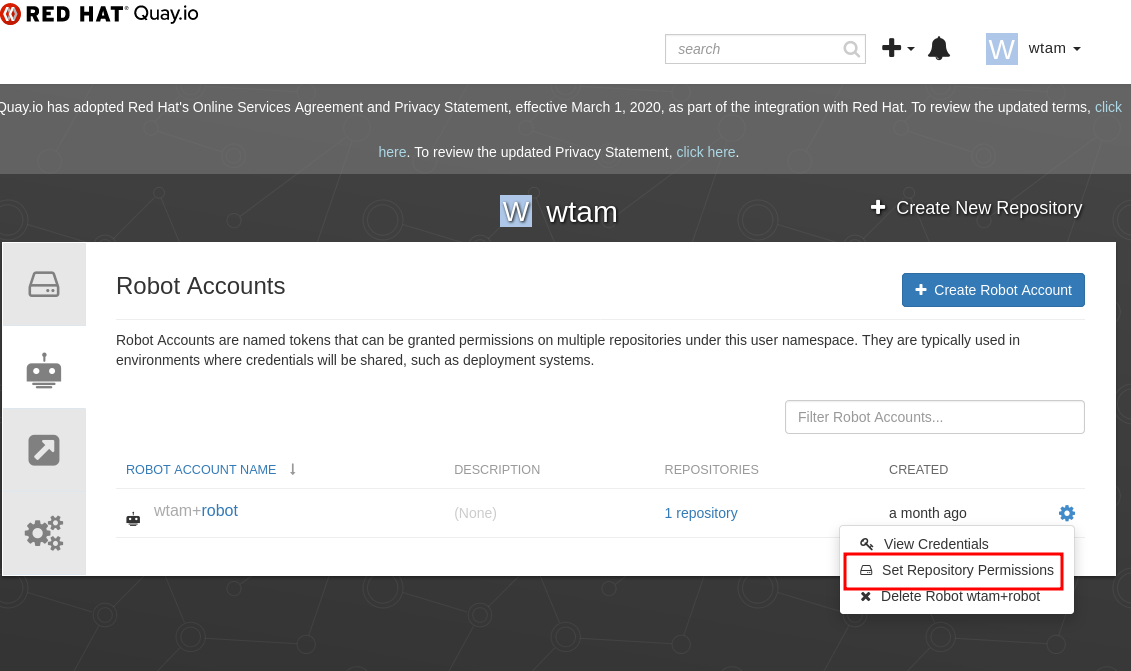 RED HAT® Quay.io
search
W wtam
Quay.io has adopted Red Hat's Online Services Agreement and Privacy Statement, effective March 1, 2020, as part of the integration with Red Hat. To review the updated terms, click
here. To review the updated Privacy Statement, click here.
W wtam
Create New Repository
Robot Accounts
Create Robot Account
Robot Accounts are named tokens that can be granted permissions on multiple repositories under this user namespace. They are typically used in
environments where credentials will be shared, such as deployment systems.
Filter Robot Accounts...
ROBOT ACCOUNT NAME DESCRIPTION REPOSITORIES CREATED
wtam+robot (None) 1 repository a month ago
View Credentials
Set Repository Permissions
Delete Robot wtam+robot